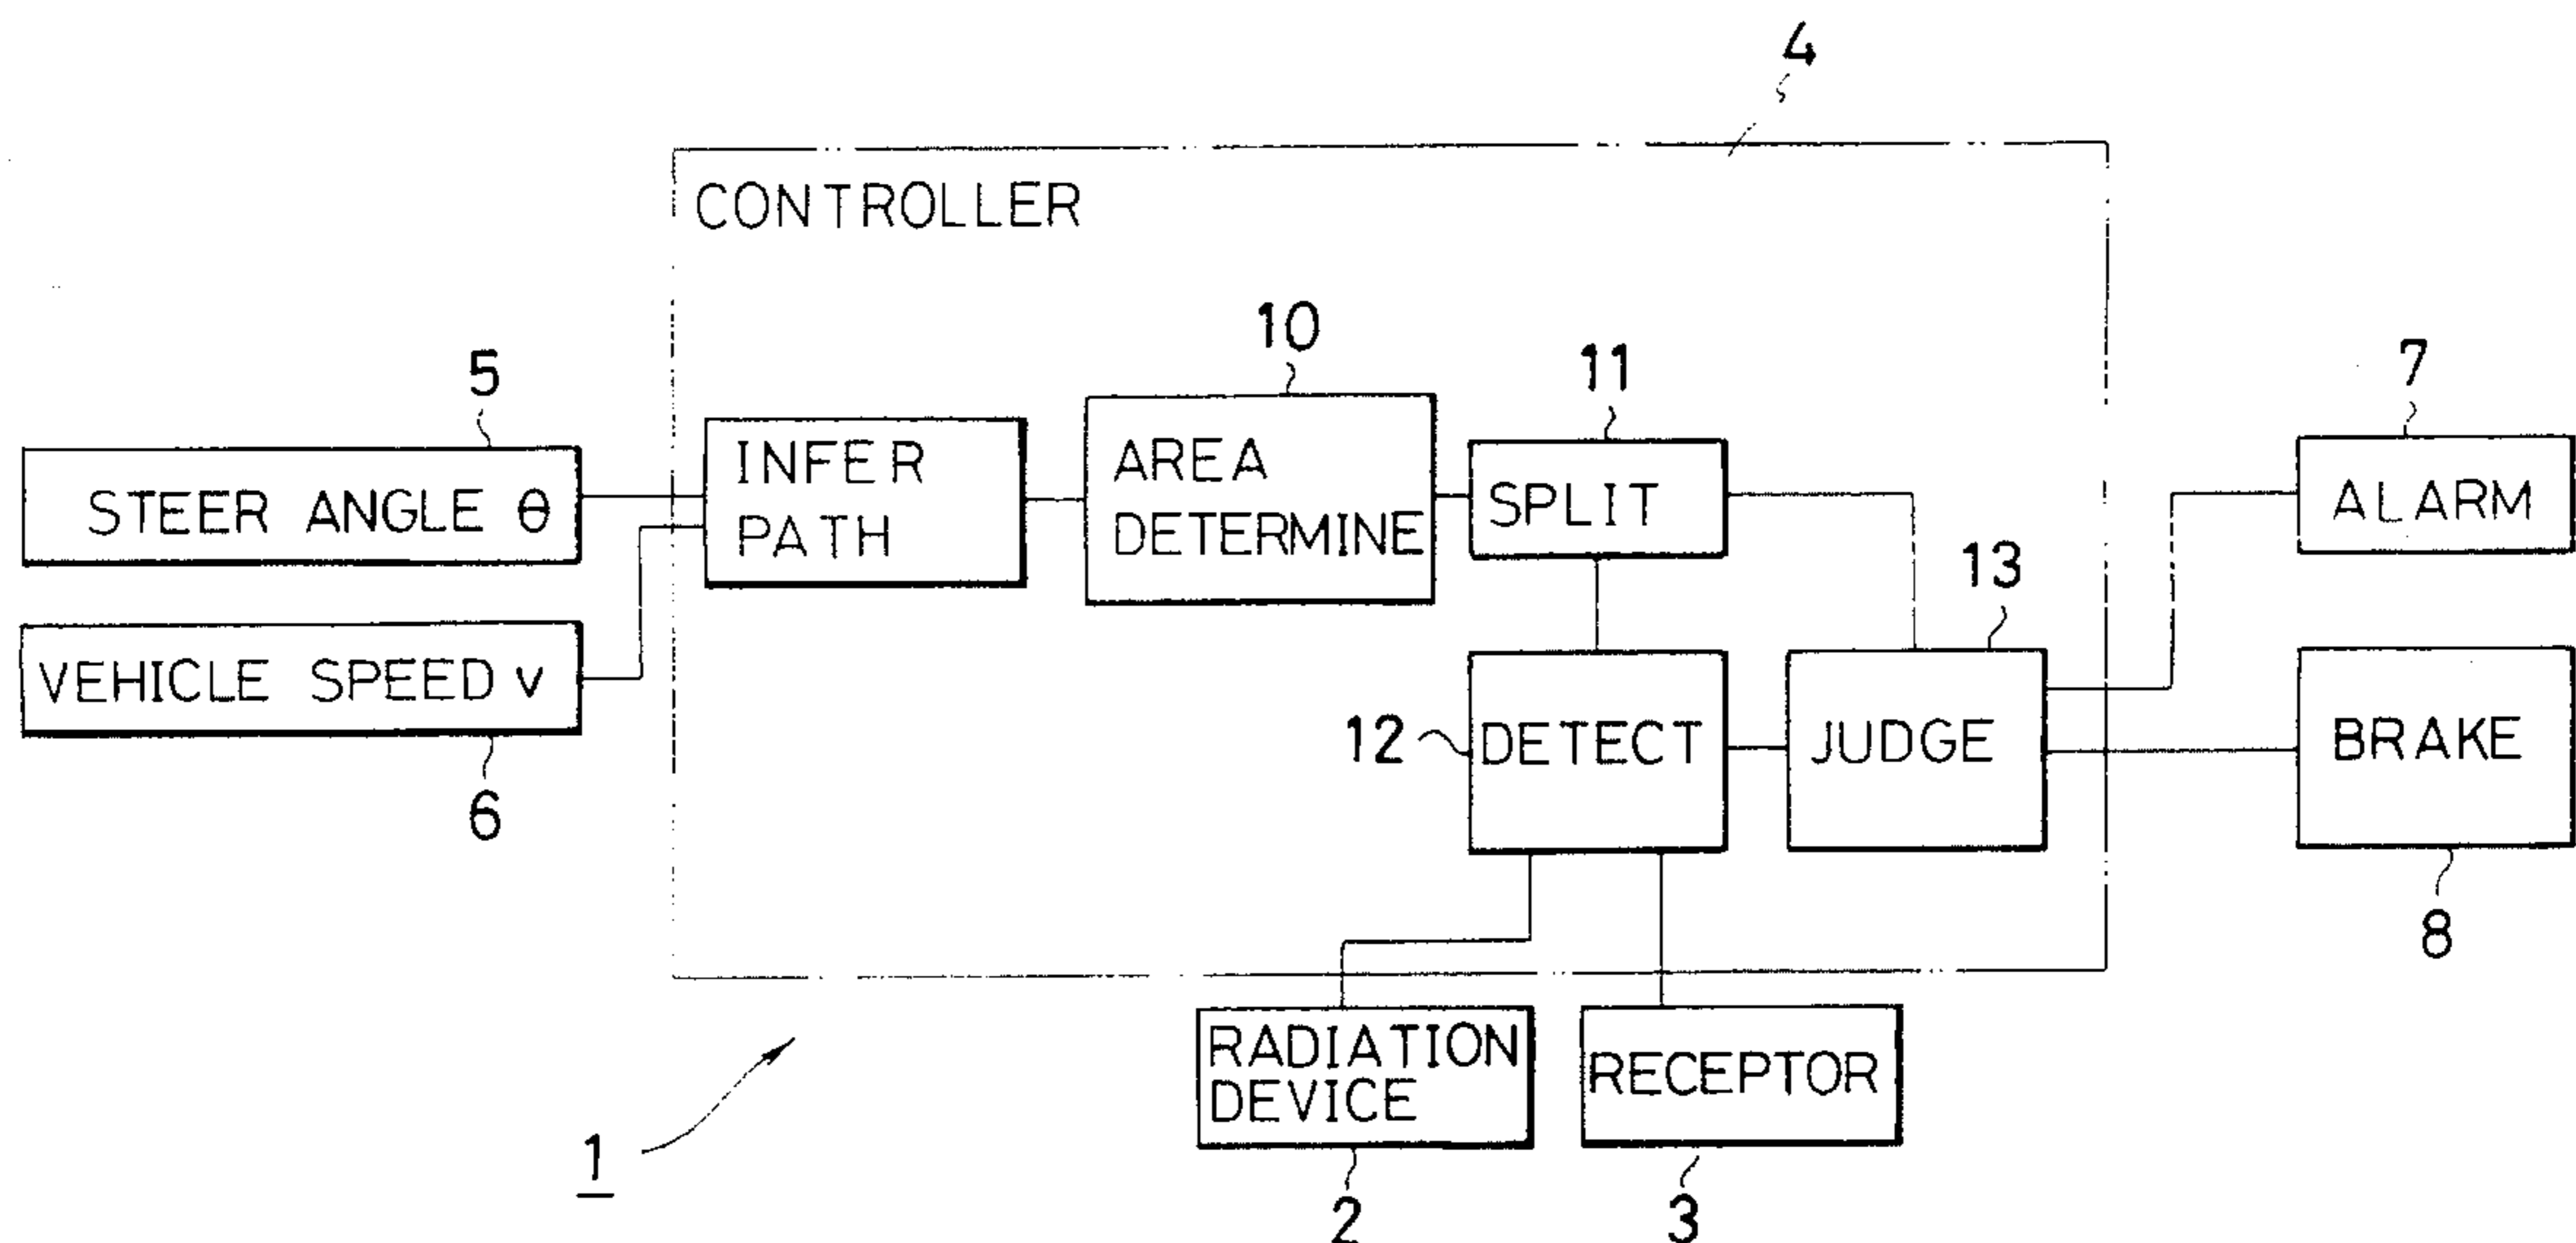 4
CONTROLLER
10
11
5
7
STEER ANGLE θ
INFER
PATH
AREA
DETERMINE
SPLIT
ALARM
13
VEHICLE SPEED v
6
12
DETECT
JUDGE
BRAKE
8
RADIATION
DEVICE
RECEPTOR
1
2
3